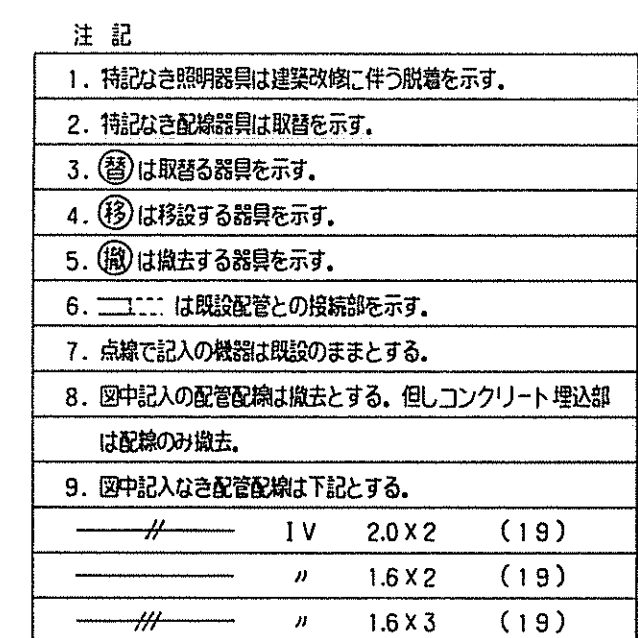 注 記
1. 特記なき照明器具は建築改修に伴う脱着を示す。
2. 特記なき配線器具は取替を示す。
3. 替は取替る器具を示す。
4. 移は移設する器具を示す。
5. 撤は撤去する器具を示す。
6. は既設配管との接続部を示す。
7. 点線で記入の機器は既設のままとする。
8. 図中記入の配管配線は撤去とする。但しコンクリート埋込部
は配線のみ撤去。
9. 図中記入なき配管配線は下記とする。
IV 2.0X2 (19)
〃 1.6X2 (19)
〃 1.6X3 (19)